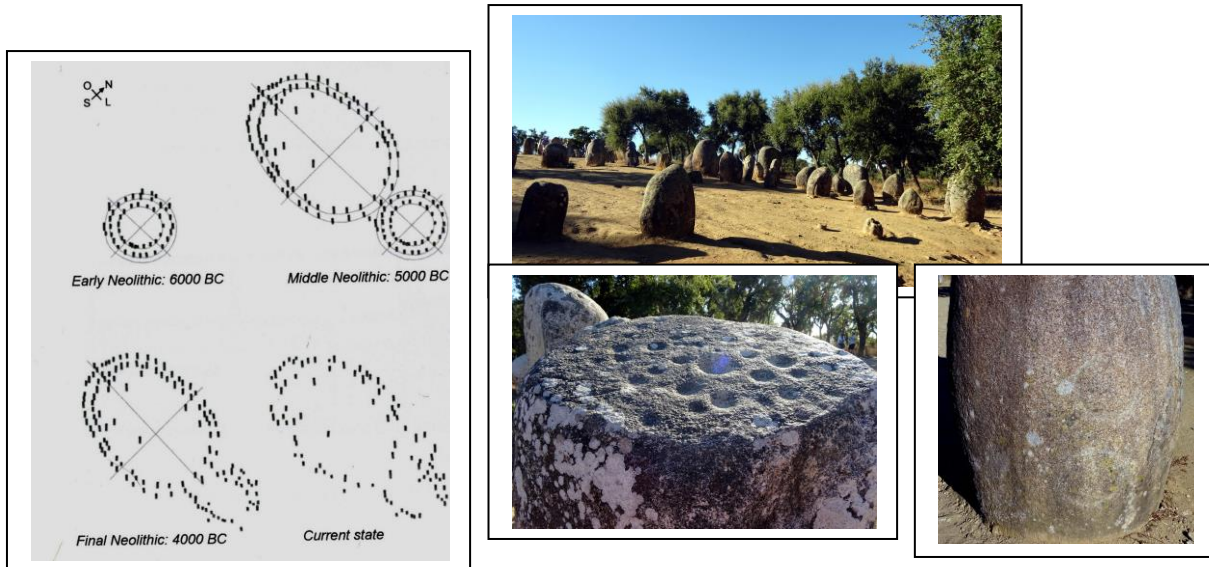 O N
S L
Early Neolithic: 6000 BC
Middle Neolithic: 5000 BC
Final Neolithic: 4000 BC
Current state